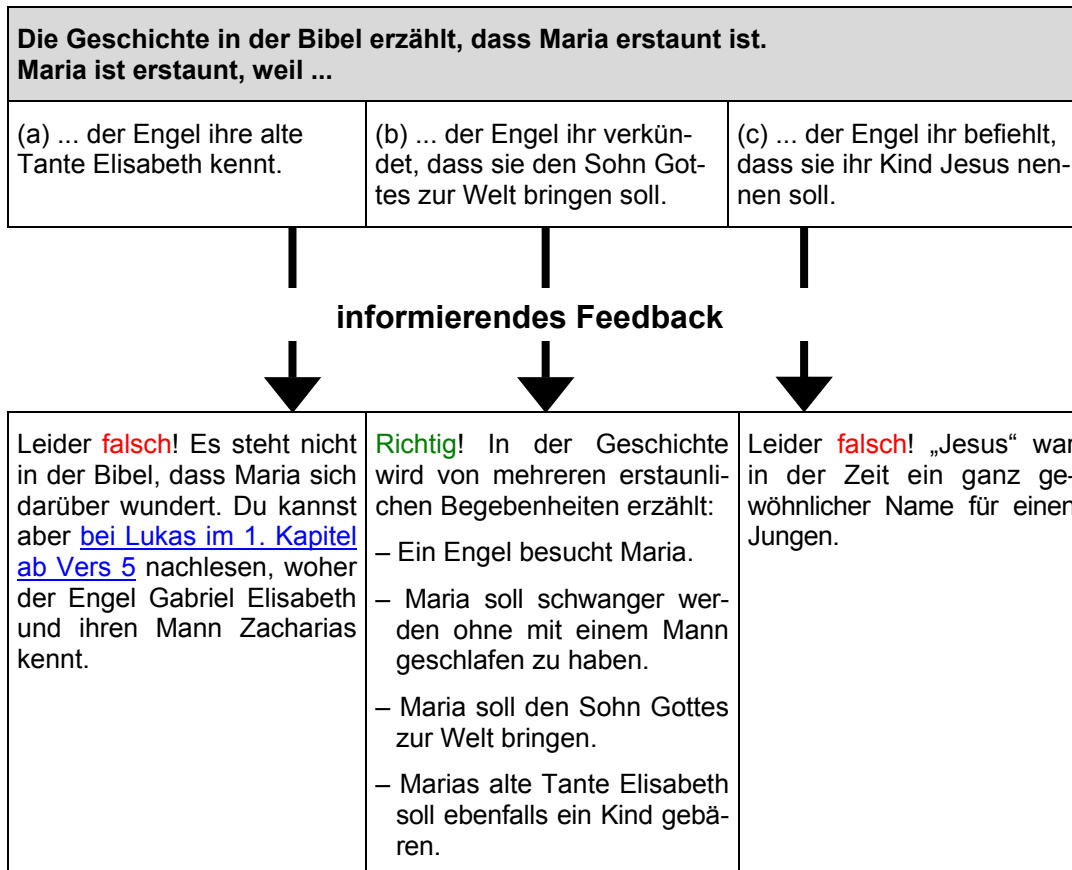 Die Geschichte in der Bibel erzählt, dass Maria erstaunt ist.
Maria ist erstaunt, weil ...
(a) ... der Engel ihre alte
Tante Elisabeth kennt.
(b) ... der Engel ihr verkün-
det, dass sie den Sohn Got-
tes zur Welt bringen soll.
(c) ... der Engel ihr befiehlt,
dass sie ihr Kind Jesus nen-
nen soll.
informierendes Feedback
Leider falsch! Es steht nicht
in der Bibel, dass Maria sich
darüber wundert. Du kannst
aber bei Lukas im 1. Kapitel
ab Vers 5 nachlesen, woher
der Engel Gabriel Elisabeth
und ihren Mann Zacharias
kennt.
Richtig! In der Geschichte
wird von mehreren erstaunli-
chen Begebenheiten erzählt:
– Ein Engel besucht Maria.
– Maria soll schwanger wer-
den ohne mit einem Mann
geschlafen zu haben.
– Maria soll den Sohn Gottes
zur Welt bringen.
– Marias alte Tante Elisabeth
soll ebenfalls ein Kind gebä-
ren.
Leider falsch! „Jesus“ war
in der Zeit ein ganz ge-
wöhnlicher Name für einen
Jungen.